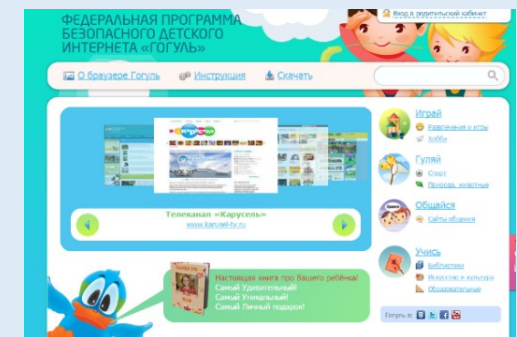 ФЕДЕРАЛЬНАЯ ПРОГРАММА
БЕЗОПАСНОГО ДЕТСКОГО
ИНТЕРНЕТА «ГОГУЛЬ»
Вход в родительский кабинет
О браузере Гогуль
Инструкция
Скачать
Играй
Развлечения и игры
Хобби
Гуляй
Спорт
Природа, животные
Общайся
Сайты общения
Учись
Библиотеки
Искусство и культура
Образовательные
Телеканал «Карусель»
www.karusel-tv.ru
Настоящая книга про Вашего ребёнка!
Самый Удивительный!
Самый Уникальный!
Самый Личный подарок!
Гогуль в: